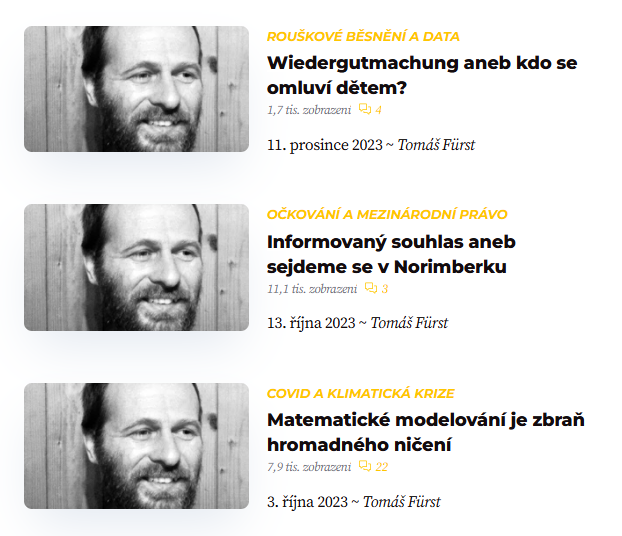 ROUŠKOVÉ BĚSNĚNÍ A DATA
Wiedergutmachung aneb kdo se
omluví dětem?
1,7 tis. zobrazení 4
11. prosince 2023 ~ Tomáš Fürst
OČKOVÁNÍ A MEZINÁRODNÍ PRÁVO
Informovaný souhlas aneb
sejdeme se v Norimberku
11,1 tis. zobrazení 3
13. října 2023 ~ Tomáš Fürst
COVID A KLIMATICKÁ KRIZE
Matematické modelování je zbraň
hromadného ničení
7,9 tis. zobrazení 22
3. října 2023 ~ Tomáš Fürst